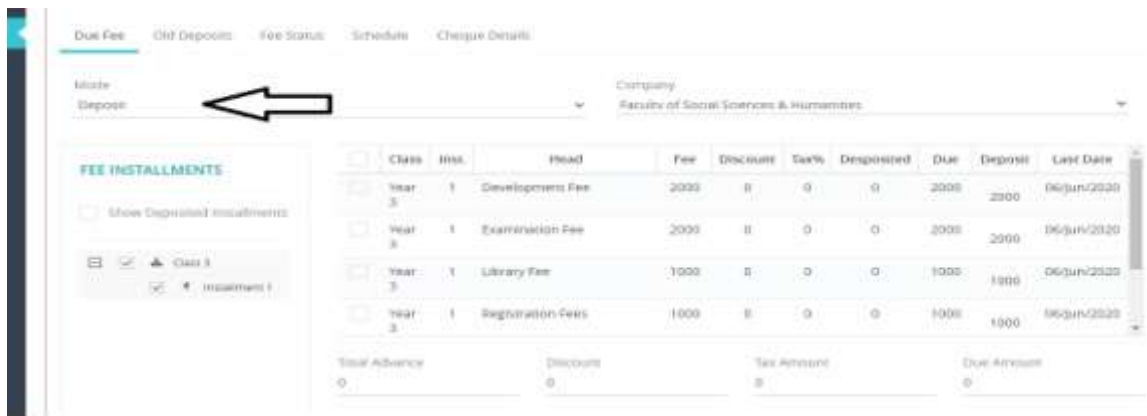 Due Fee Old Deposits Fee Status Schedule Cheque Details
Mode Company
Deposit Faculty of Social Sciences & Humanities
FEE INSTALLMENTS
Show Deposited Installments
Class 3
Installment 1
Class Inst. Head Fee Discount Tax% Desposited Due Deposit Last Date
Year 3 1 Development Fee 2000 0 0 0 2000 2000 06/Jun/2020
Year 3 1 Examination Fee 2000 0 0 0 2000 2000 06/Jun/2020
Year 3 1 Library Fee 1000 0 0 0 1000 1000 06/Jun/2020
Year 3 1 Registration Fees 1000 0 0 0 1000 1000 06/Jun/2020
Total Advance Discount Tax Amount Due Amount
0 0 0 0